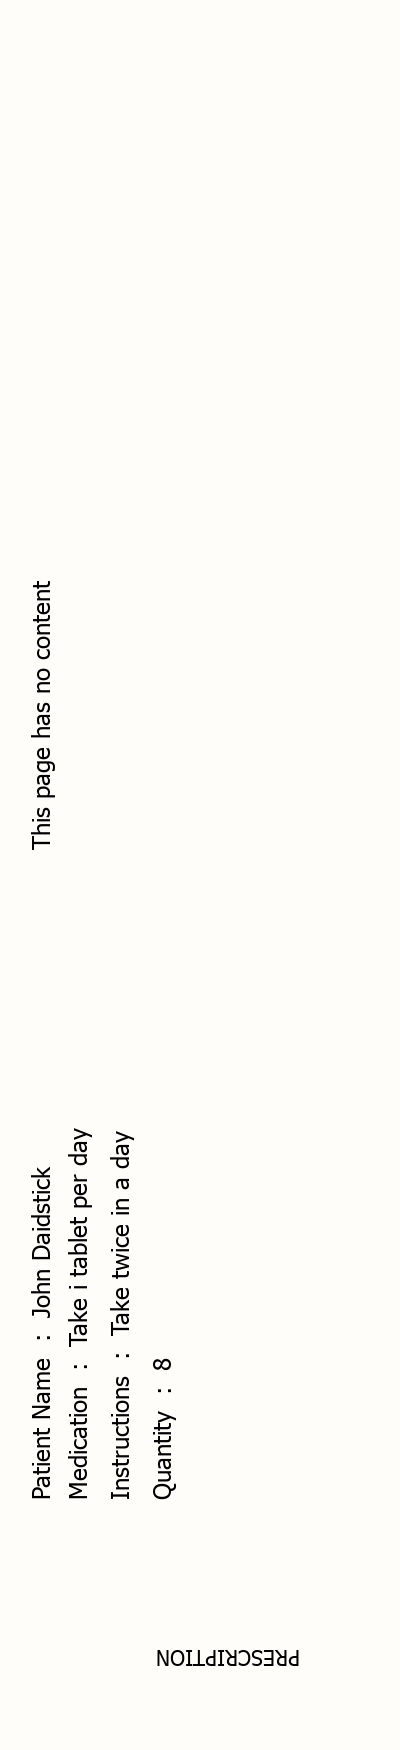 PRESCRIPTION
Patient Name : John Daidstick
Medication : Take i tablet per day
Instructions : Take twice in a day
Quantity : 8
This page has no content